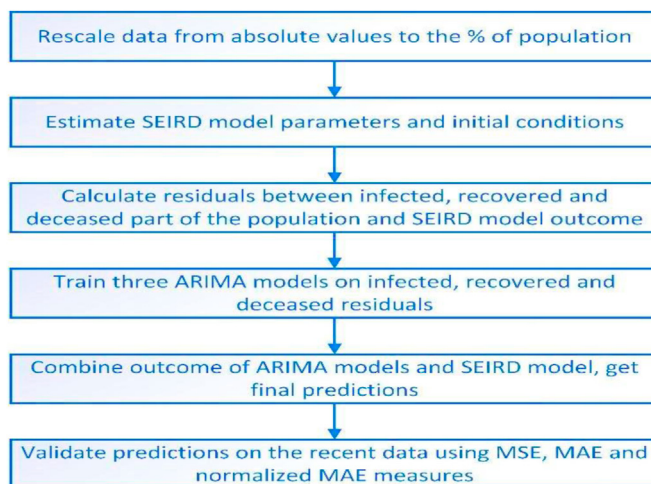 Rescale data from absolute values to the % of population
Estimate SEIRD model parameters and initial conditions
Calculate residuals between infected, recovered and
deceased part of the population and SEIRD model outcome
Train three ARIMA models on infected, recovered and
deceased residuals
Combine outcome of ARIMA models and SEIRD model, get
final predictions
Validate predictions on the recent data using MSE, MAE and
normalized MAE measures